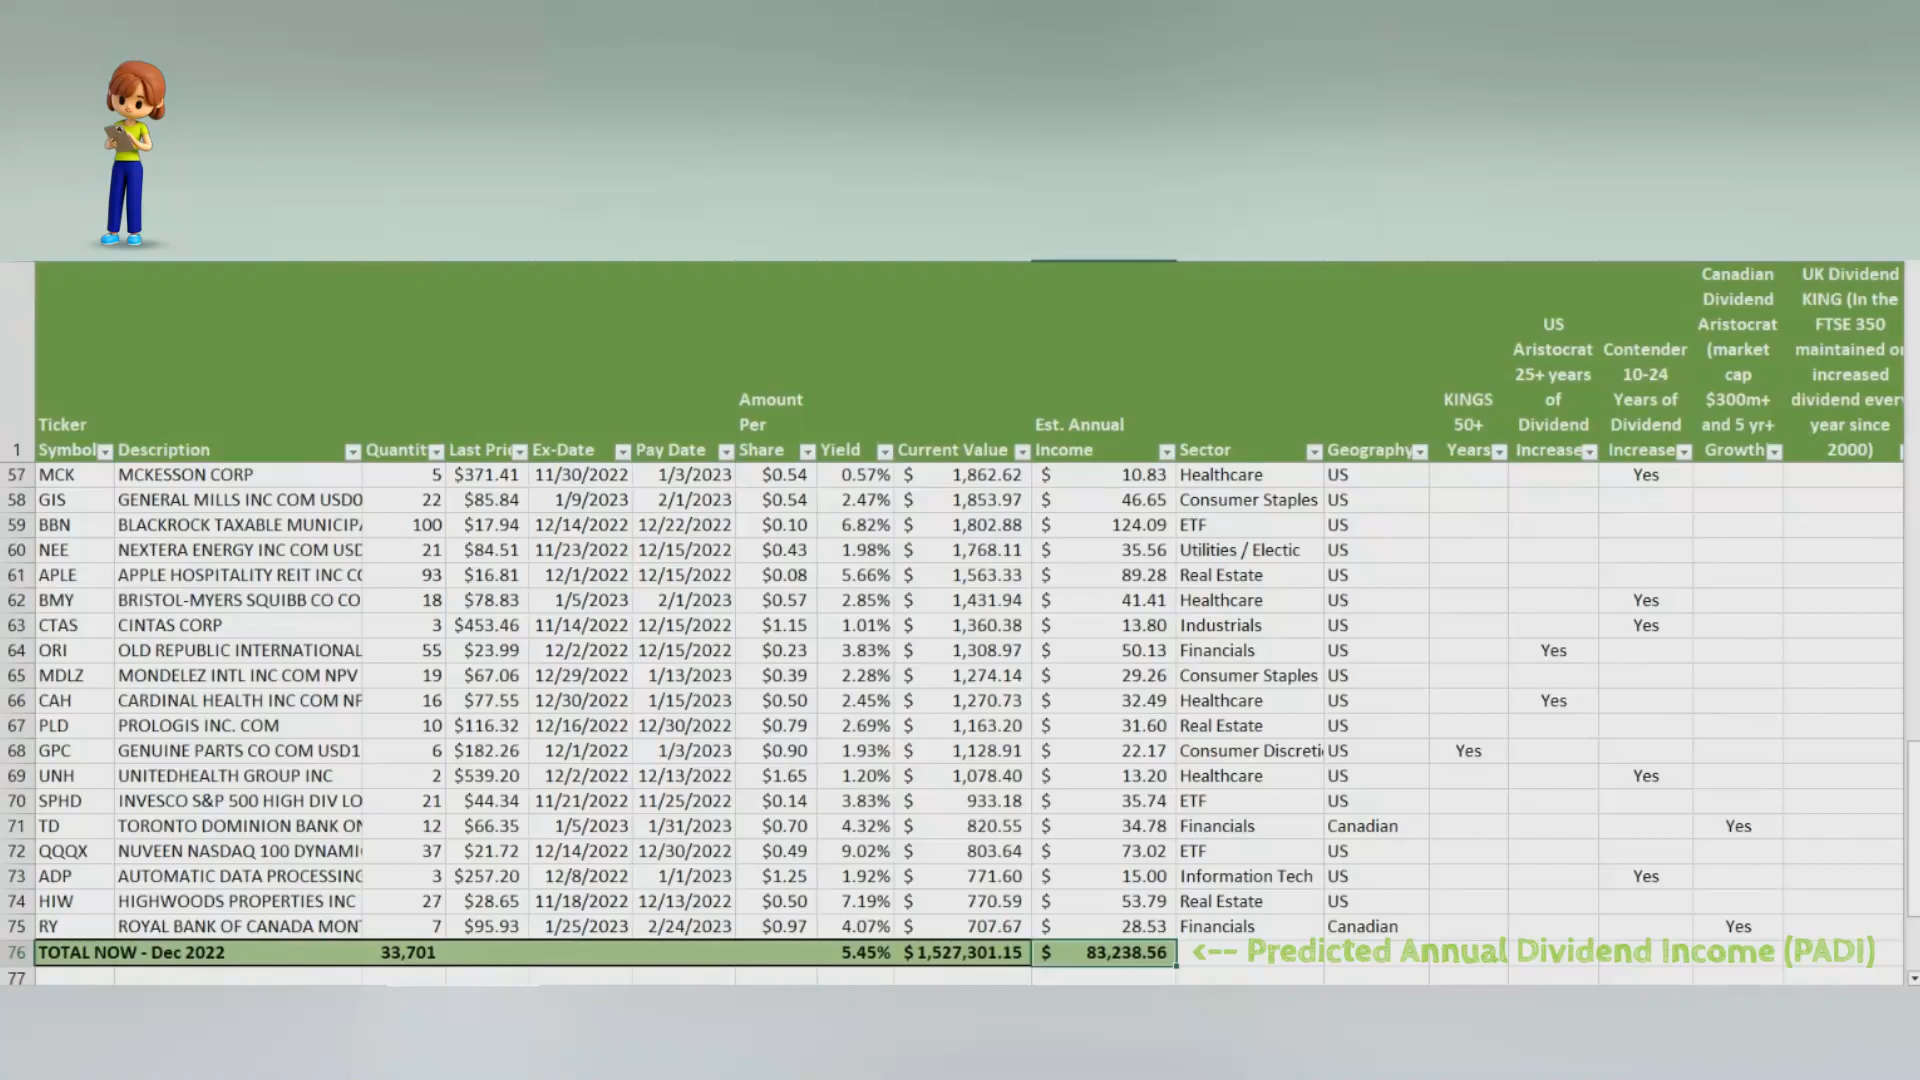 Ticker Symbol Description Quantit Last Pric Ex-Date Pay Date Amount Per Share Yield Current Value Est. Annual Income Sector Geography KINGS 50+ Years US Aristocrat 25+ years of Dividend Increase Contender 10-24 Years of Dividend Increase Canadian Dividend Aristocrat (market cap $300m+ and 5 yr+ Growth UK Dividend KING (In the FTSE 350 maintained or increased dividend every year since 2000)
1
57 MCK MCKESSON CORP 5 $371.41 11/30/2022 1/3/2023 $0.54 0.57% $ 1,862.62 $ 10.83 Healthcare US Yes
58 GIS GENERAL MILLS INC COM USD0 22 $85.84 1/9/2023 2/1/2023 $0.54 2.47% $ 1,853.97 $ 46.65 Consumer Staples US
59 BBN BLACKROCK TAXABLE MUNICIPA 100 $17.94 12/14/2022 12/22/2022 $0.10 6.82% $ 1,802.88 $ 124.09 ETF US
60 NEE NEXTERA ENERGY INC COM USD 21 $84.51 11/23/2022 12/15/2022 $0.43 1.98% $ 1,768.11 $ 35.56 Utilities / Electic US
61 APLE APPLE HOSPITALITY REIT INC CO 93 $16.81 12/1/2022 12/15/2022 $0.08 5.66% $ 1,563.33 $ 89.28 Real Estate US
62 BMY BRISTOL-MYERS SQUIBB CO CO 18 $78.83 1/5/2023 2/1/2023 $0.57 2.85% $ 1,431.94 $ 41.41 Healthcare US Yes
63 CTAS CINTAS CORP 3 $453.46 11/14/2022 12/15/2022 $1.15 1.01% $ 1,360.38 $ 13.80 Industrials US Yes
64 ORI OLD REPUBLIC INTERNATIONAL 55 $23.99 12/2/2022 12/15/2022 $0.23 3.83% $ 1,308.97 $ 50.13 Financials US Yes
65 MDLZ MONDELEZ INTL INC COM NPV 19 $67.06 12/29/2022 1/13/2023 $0.39 2.28% $ 1,274.14 $ 29.26 Consumer Staples US
66 CAH CARDINAL HEALTH INC COM NP 16 $77.55 12/30/2022 1/15/2023 $0.50 2.45% $ 1,270.73 $ 32.49 Healthcare US Yes
67 PLD PROLOGIS INC. COM 10 $116.32 12/16/2022 12/30/2022 $0.79 2.69% $ 1,163.20 $ 31.60 Real Estate US
68 GPC GENUINE PARTS CO COM USD1 6 $182.26 12/1/2022 1/3/2023 $0.90 1.93% $ 1,128.91 $ 22.17 Consumer Discreti US Yes
69 UNH UNITEDHEALTH GROUP INC 2 $539.20 12/2/2022 12/13/2022 $1.65 1.20% $ 1,078.40 $ 13.20 Healthcare US Yes
70 SPHD INVESCO S&P 500 HIGH DIV LO 21 $44.34 11/21/2022 11/25/2022 $0.14 3.83% $ 933.18 $ 35.74 ETF US
71 TD TORONTO DOMINION BANK ON 12 $66.35 1/5/2023 1/31/2023 $0.70 4.32% $ 820.55 $ 34.78 Financials Canadian Yes
72 QQQX NUVEEN NASDAQ 100 DYNAMI 37 $21.72 12/14/2022 12/30/2022 $0.49 9.02% $ 803.64 $ 73.02 ETF US
73 ADP AUTOMATIC DATA PROCESSING 3 $257.20 12/8/2022 1/1/2023 $1.25 1.92% $ 771.60 $ 15.00 Information Tech US Yes
74 HIW HIGHWOODS PROPERTIES INC 27 $28.65 11/18/2022 12/13/2022 $0.50 7.19% $ 770.59 $ 53.79 Real Estate US
75 RY ROYAL BANK OF CANADA MON 7 $95.93 1/25/2023 2/24/2023 $0.97 4.07% $ 707.67 $ 28.53 Financials Canadian Yes
76 TOTAL NOW - Dec 2022 33,701 5.45% $ 1,527,301.15 $ 83,238.56 <-- Predicted Annual Dividend Income (PADI)
77